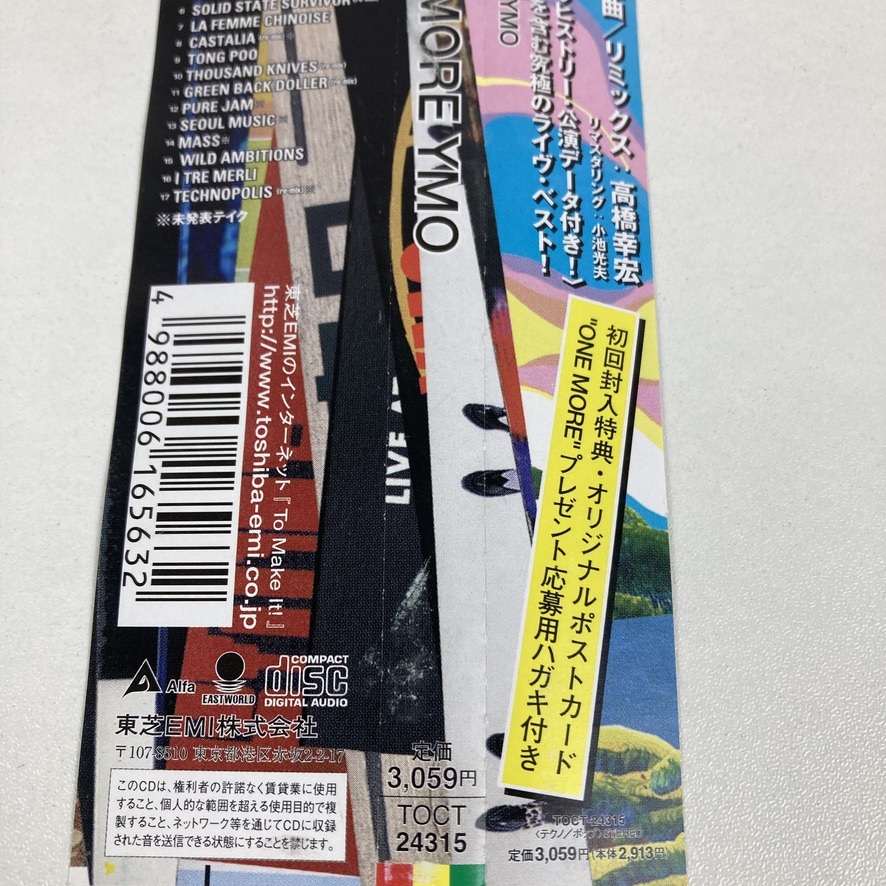 6 SOLID STATE SURVIVOR
7 LA FEMME CHINOISE
8 CASTALIA (re-mix) ※
9 TONG POO
10 THOUSAND KNIVES (re-mix)
11 GREEN BACK DOLLER (re-mix)
12 PURE JAM※
13 SEOUL MUSIC※
14 MASS※
15 WILD AMBITIONS
16 I TRE MERLI
17 TECHNOPOLIS (re-mix) ※
※未発表テイク
東芝EMIのインターネット『To Make It!』
http://www.toshiba-emi.co.jp
4 988006 165632
Alfa
EASTWORLD
COMPACT
disc
DIGITAL AUDIO
東芝EMI株式会社
〒107-8510 東京都港区赤坂2-2-17
このCDは、権利者の許諾なく賃貸業に使用
すること、個人的な範囲を超える使用目的で複
製すること、ネットワーク等を通じてCDに収録
された音を送信できる状態にすることを禁じます。
MORE YMO
LIVE
定価
3,059円
TOCT
24315
曲/リミックス:高橋幸宏
リマスタリング:小池光夫
ヒストリー・公演データ付き!〉
を含む究極のライヴ・ベスト!
YMO
初回封入特典・オリジナルポストカード
"ONE MORE"プレゼント応募用ハガキ付き
TOCT-24315
〈テクノ/ポップ〉STEREO
定価3,059円(本体2,913円)